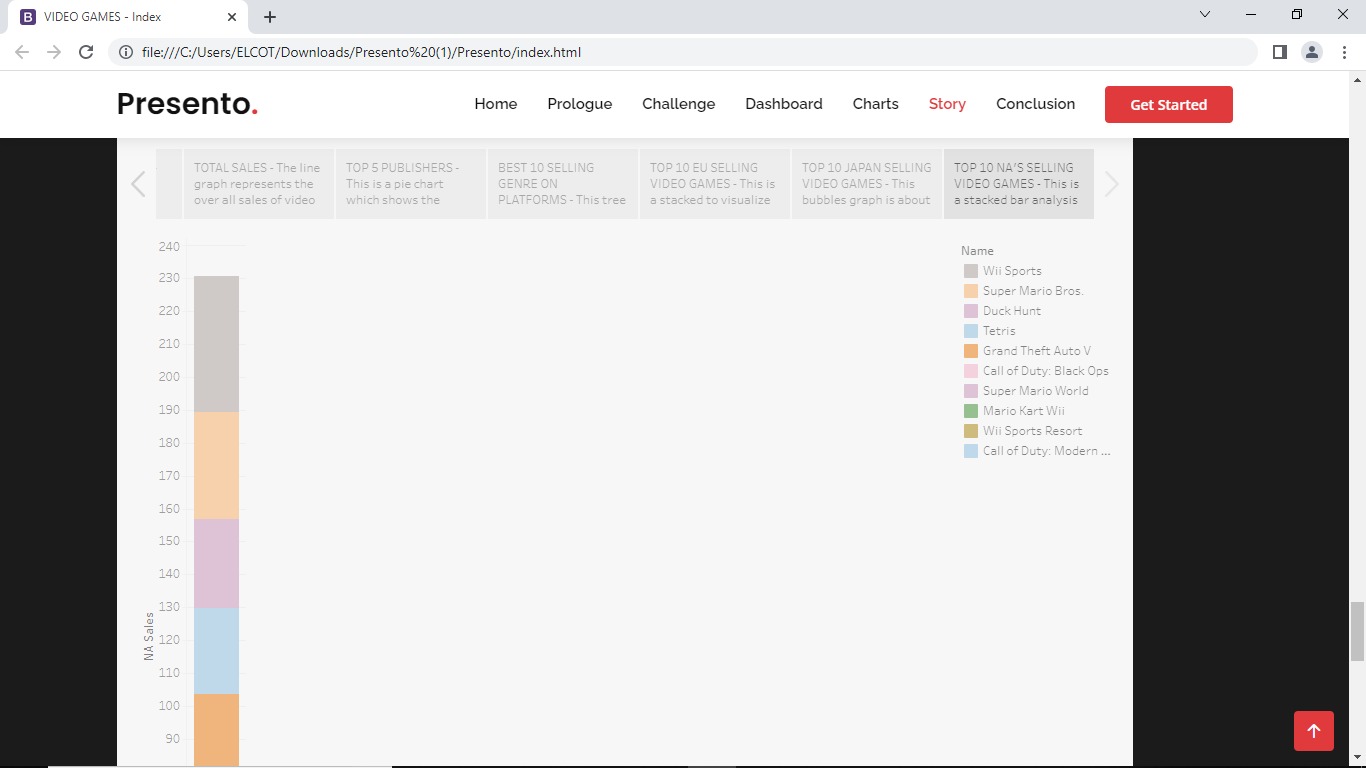 VIDEO GAMES - Index
file:///C:/Users/ELCOT/Downloads/Presento%20(1)/Presento/index.html
Presento.
Home
Prologue
Challenge
Dashboard
Charts
Story
Conclusion
Get Started
TOTAL SALES - The line
graph represents the
over all sales of video
TOP 5 PUBLISHERS -
This is a pie chart
which shows the
BEST 10 SELLING
GENRE ON
PLATFORMS - This tree
TOP 10 EU SELLING
VIDEO GAMES - This is
a stacked to visualize
TOP 10 JAPAN SELLING
VIDEO GAMES - This
bubbles graph is about
TOP 10 NA'S SELLING
VIDEO GAMES - This is
a stacked bar analysis
240
230
220
210
200
190
180
170
160
150
140
130
120
110
100
90
NA Sales
Name
Wii Sports
Super Mario Bros.
Duck Hunt
Tetris
Grand Theft Auto V
Call of Duty: Black Ops
Super Mario World
Mario Kart Wii
Wii Sports Resort
Call of Duty: Modern ...